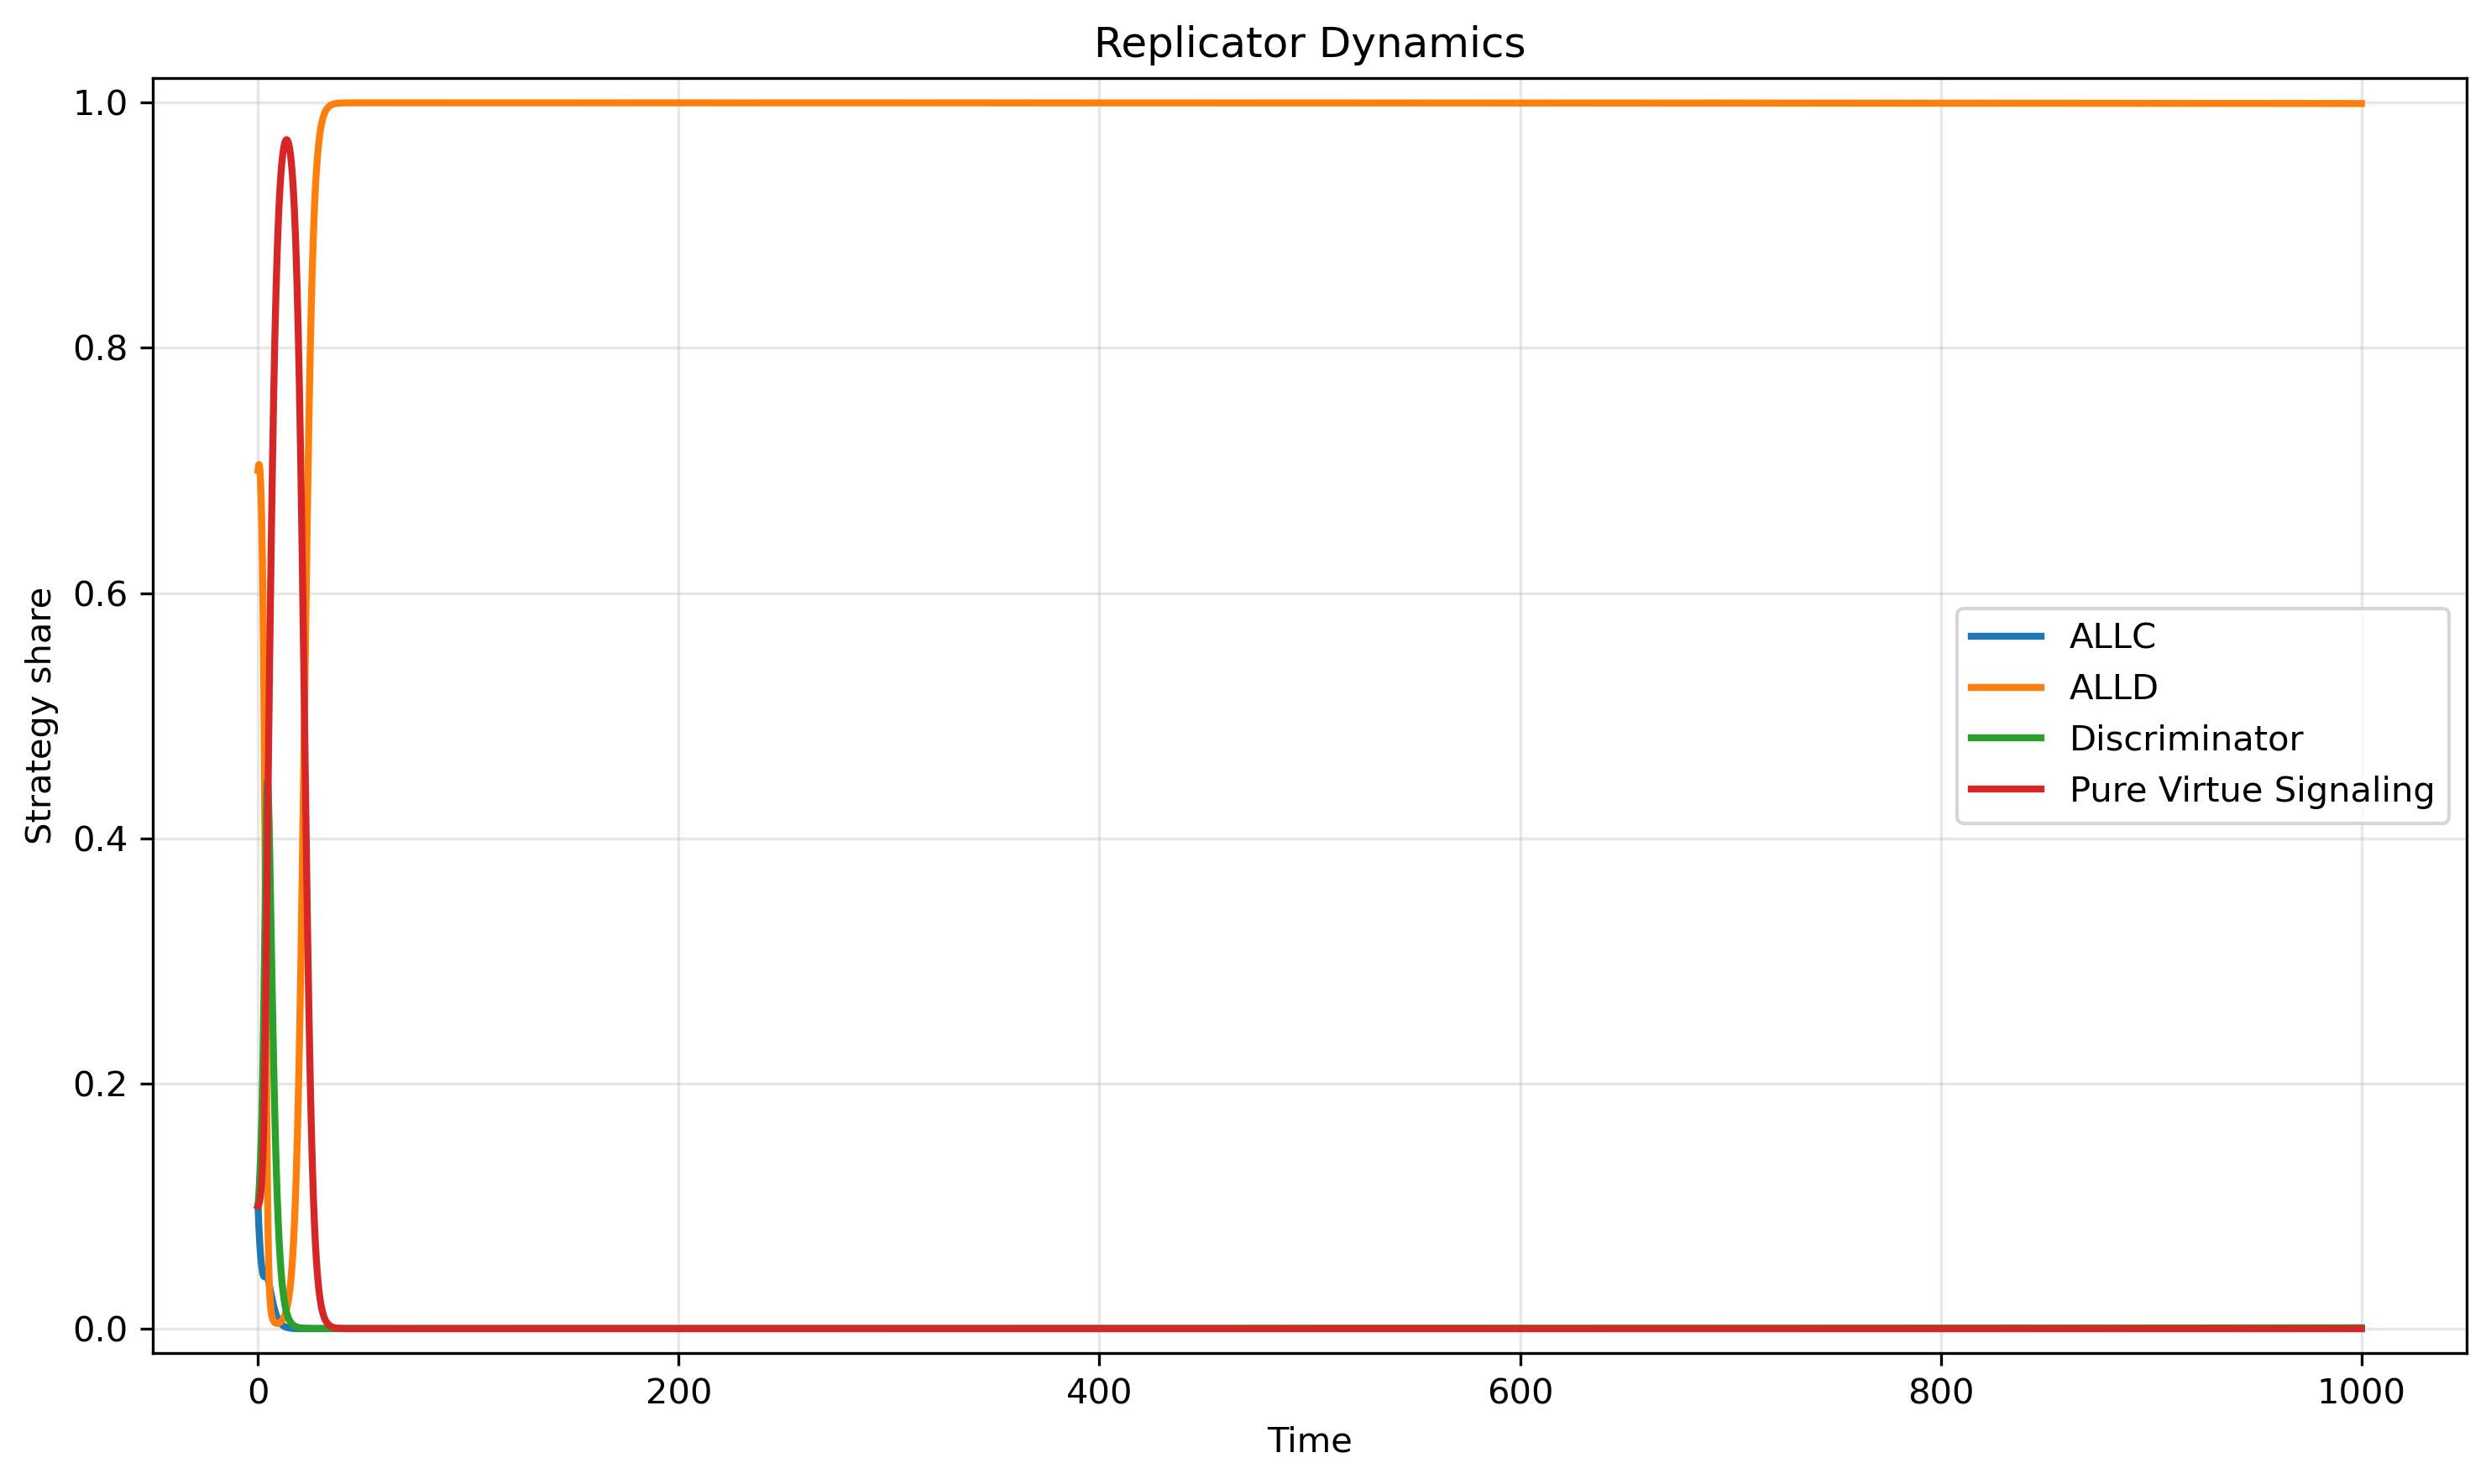 Replicator Dynamics
Strategy share
1.0
0.8
0.6
0.4
0.2
0.0
ALLC
ALLD
Discriminator
Pure Virtue Signaling
0 200 400 600 800 1000
Time